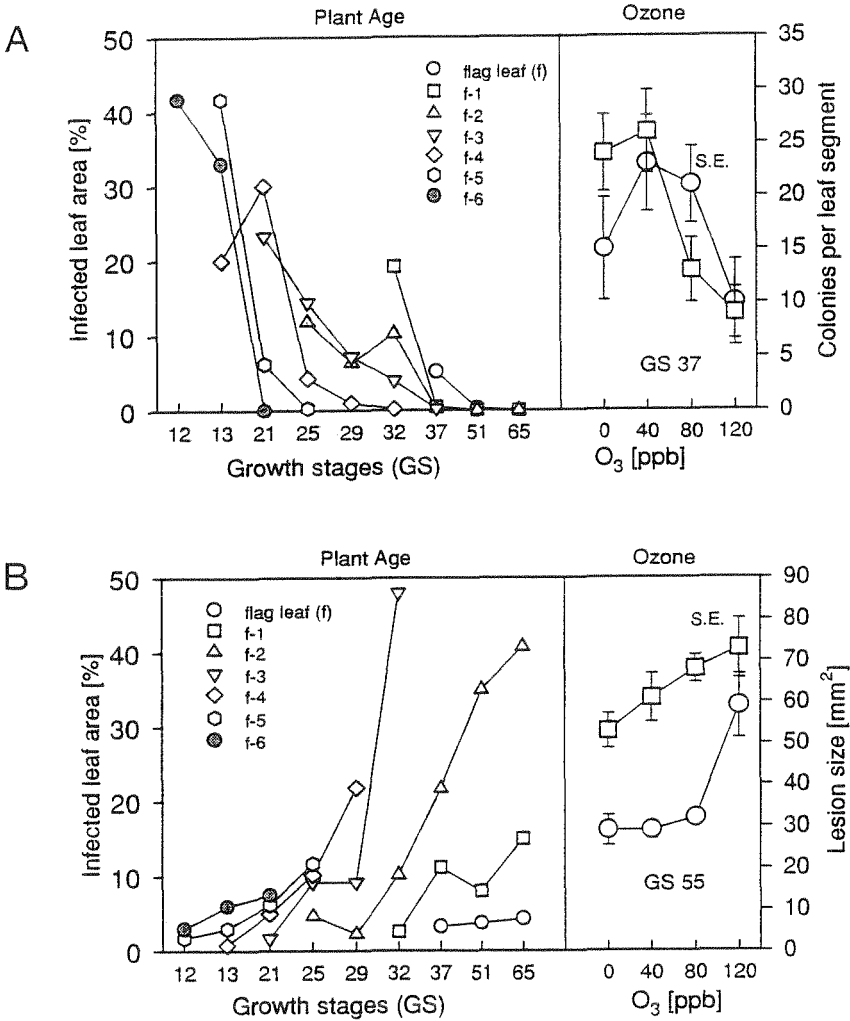 A
Plant Age
Ozone
Infected leaf area [%]
50
40
30
20
10
0
flag leaf (f)
f-1
f-2
f-3
f-4
f-5
f-6
12 13 21 25 29 32 37 51 65
Growth stages (GS)
S.E.
GS 37
0 40 80 120
O3 [ppb]
35
30
25
20
15
10
5
0
Colonies per leaf segment
B
Plant Age
Ozone
Infected leaf area [%]
50
40
30
20
10
0
flag leaf (f)
f-1
f-2
f-3
f-4
f-5
f-6
12 13 21 25 29 32 37 51 65
Growth stages (GS)
S.E.
GS 55
0 40 80 120
O3 [ppb]
90
80
70
60
50
40
30
20
10
0
Lesion size [mm2]